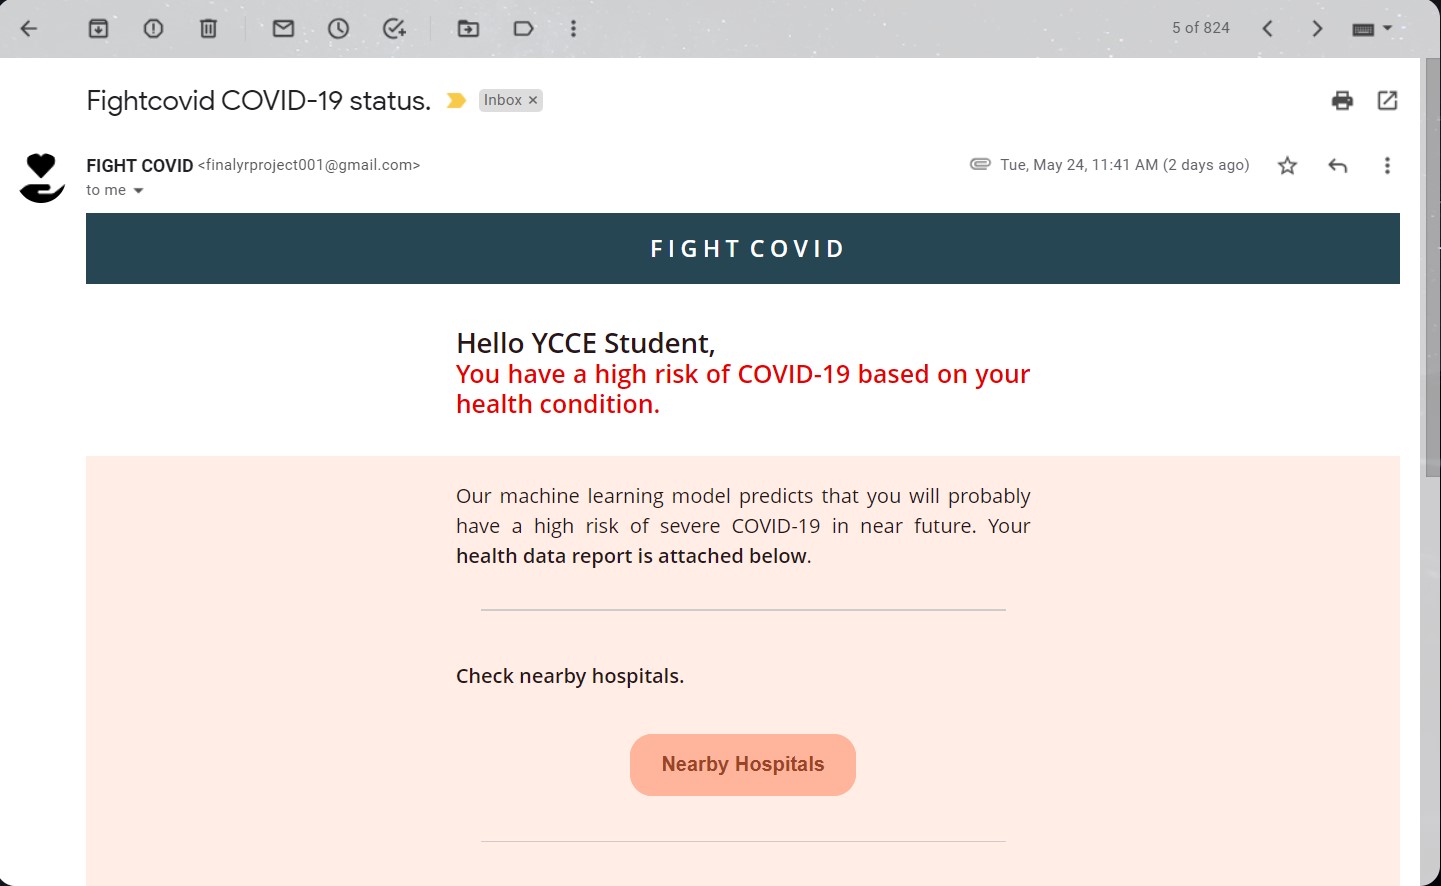 5 of 824
Fightcovid COVID-19 status.
Inbox ×
FIGHT COVID <finalyrproject001@gmail.com>
Tue, May 24, 11:41 AM (2 days ago)
to me
FIGHT COVID
Hello YCCE Student,
You have a high risk of COVID-19 based on your
health condition.
Our machine learning model predicts that you will probably
have a high risk of severe COVID-19 in near future. Your
health data report is attached below.
Check nearby hospitals.
Nearby Hospitals